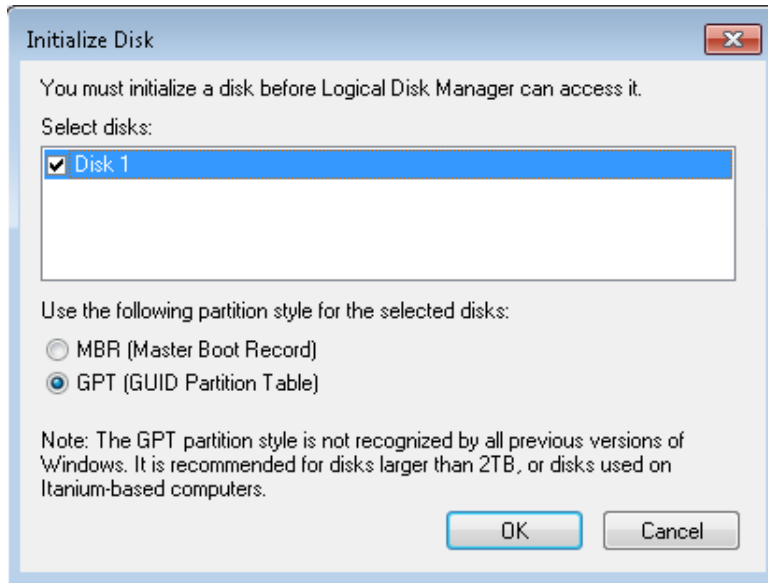 Initialize Disk
You must initialize a disk before Logical Disk Manager can access it.
Select disks:
Disk 1
Use the following partition style for the selected disks:
MBR (Master Boot Record)
GPT (GUID Partition Table)
Note: The GPT partition style is not recognized by all previous versions of
Windows. It is recommended for disks larger than 2TB, or disks used on
Itanium-based computers.
OK Cancel